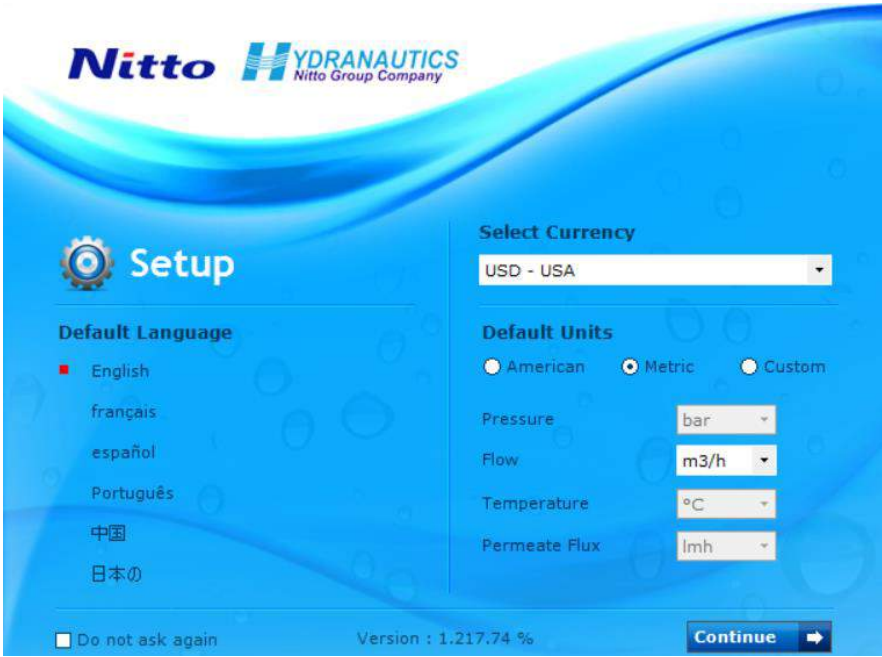 Nitto HYDRANAUTICS
Nitto Group Company
Setup
Default Language
English
français
español
Português
中国
日本の
Select Currency
USD - USA
Default Units
American Metric Custom
Pressure bar
Flow m3/h
Temperature °C
Permeate Flux lmh
Do not ask again Version : 1.217.74 % Continue